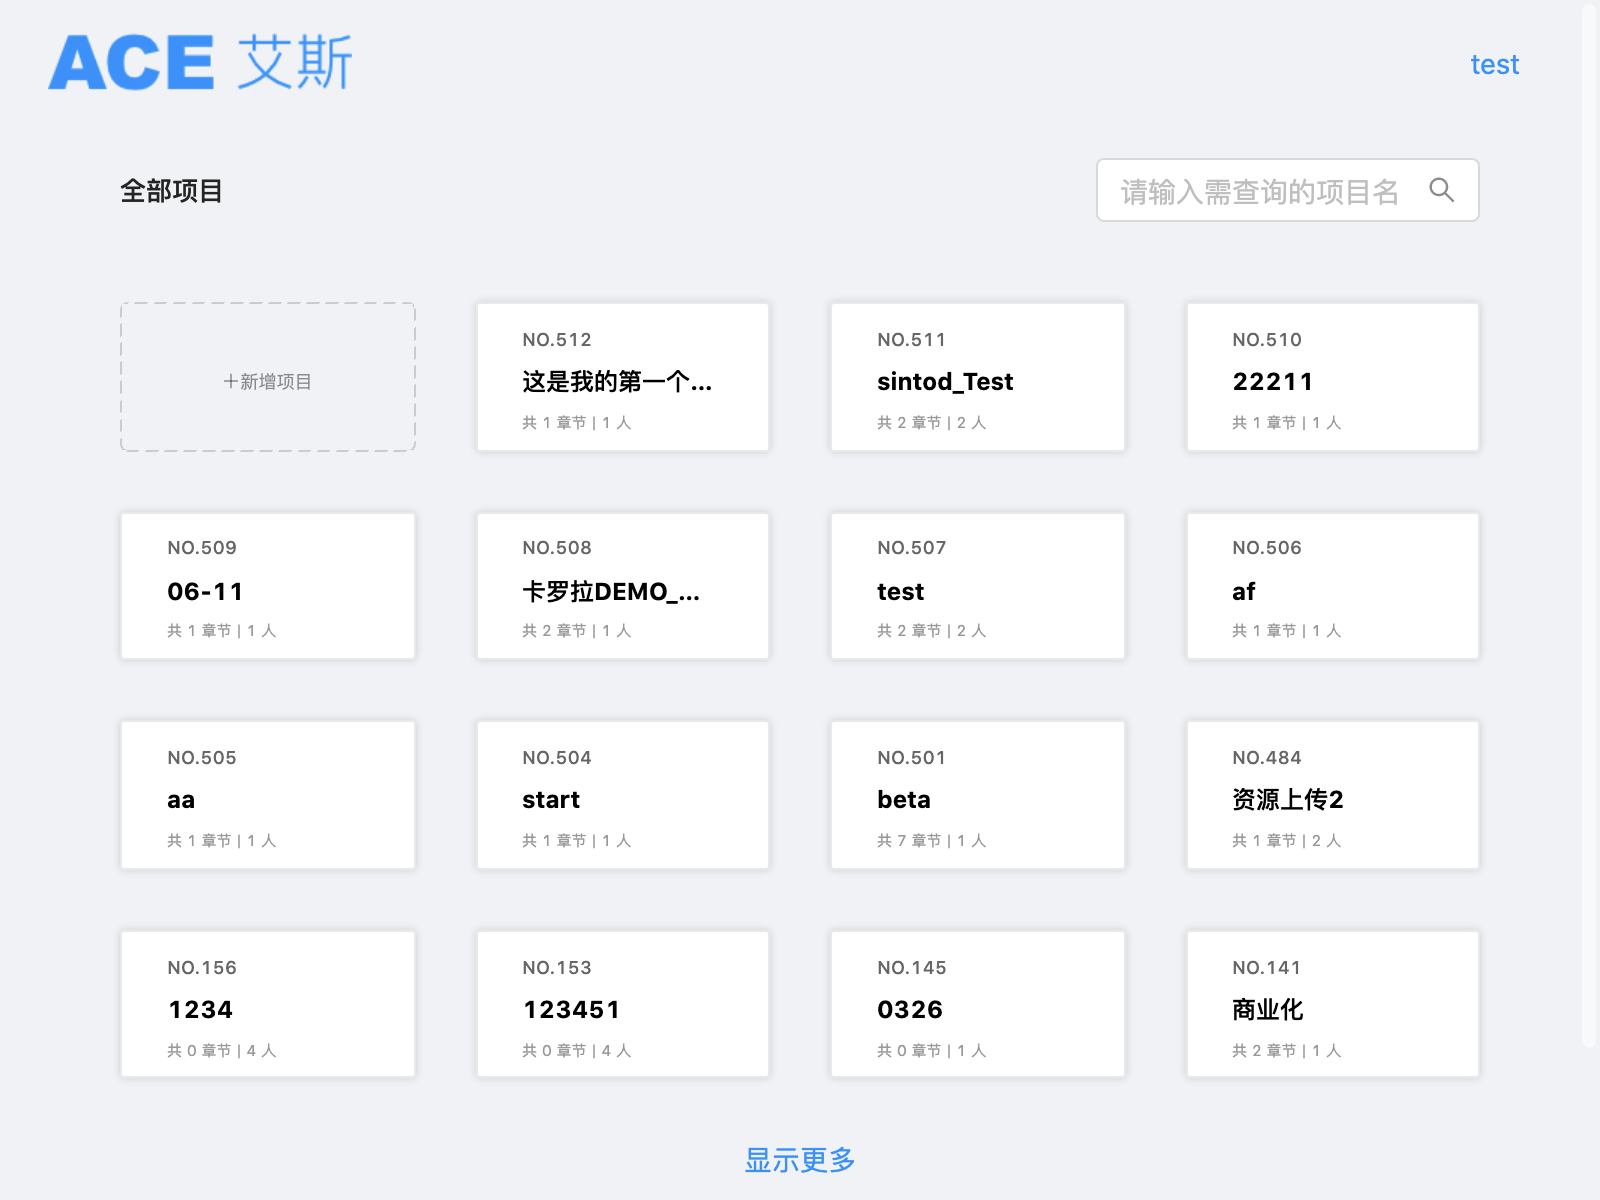 ACE 艾斯
test
全部项目
请输入需查询的项目名
+新增项目
NO.512
这是我的第一个...
共 1 章节 | 1 人
NO.511
sintod_Test
共 2 章节 | 2 人
NO.510
22211
共 1 章节 | 1 人
NO.509
06-11
共 1 章节 | 1 人
NO.508
卡罗拉DEMO_...
共 2 章节 | 1 人
NO.507
test
共 2 章节 | 2 人
NO.506
af
共 1 章节 | 1 人
NO.505
aa
共 1 章节 | 1 人
NO.504
start
共 1 章节 | 1 人
NO.501
beta
共 7 章节 | 1 人
NO.484
资源上传2
共 1 章节 | 2 人
NO.156
1234
共 0 章节 | 4 人
NO.153
123451
共 0 章节 | 4 人
NO.145
0326
共 0 章节 | 1 人
NO.141
商业化
共 2 章节 | 1 人
显示更多